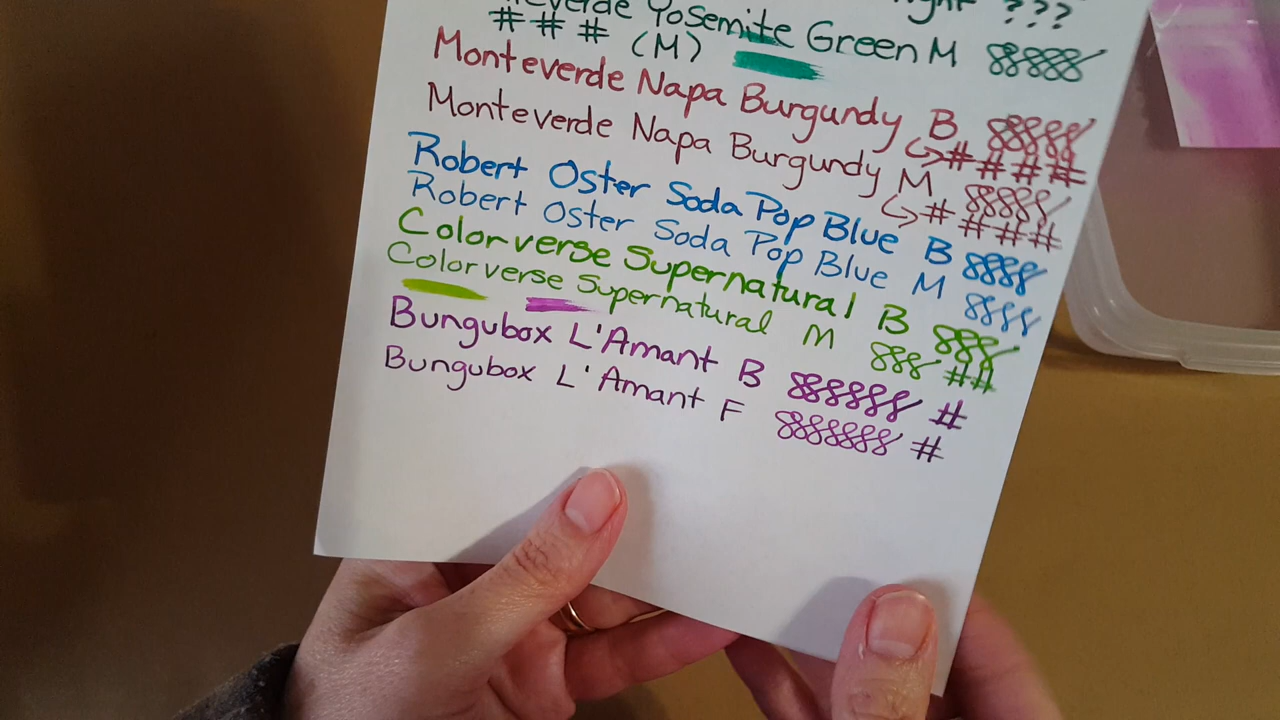 Yosemite Green M
# # # (M)
Monteverde Napa Burgundy B
↳# # # #
Monteverde Napa Burgundy M
↳# # # #
Robert Oster Soda Pop Blue B
Robert Oster Soda Pop Blue M
Colorverse Supernatural B
Colorverse Supernatural M ##
Bungubox L'Amant B #
Bungubox L'Amant F #